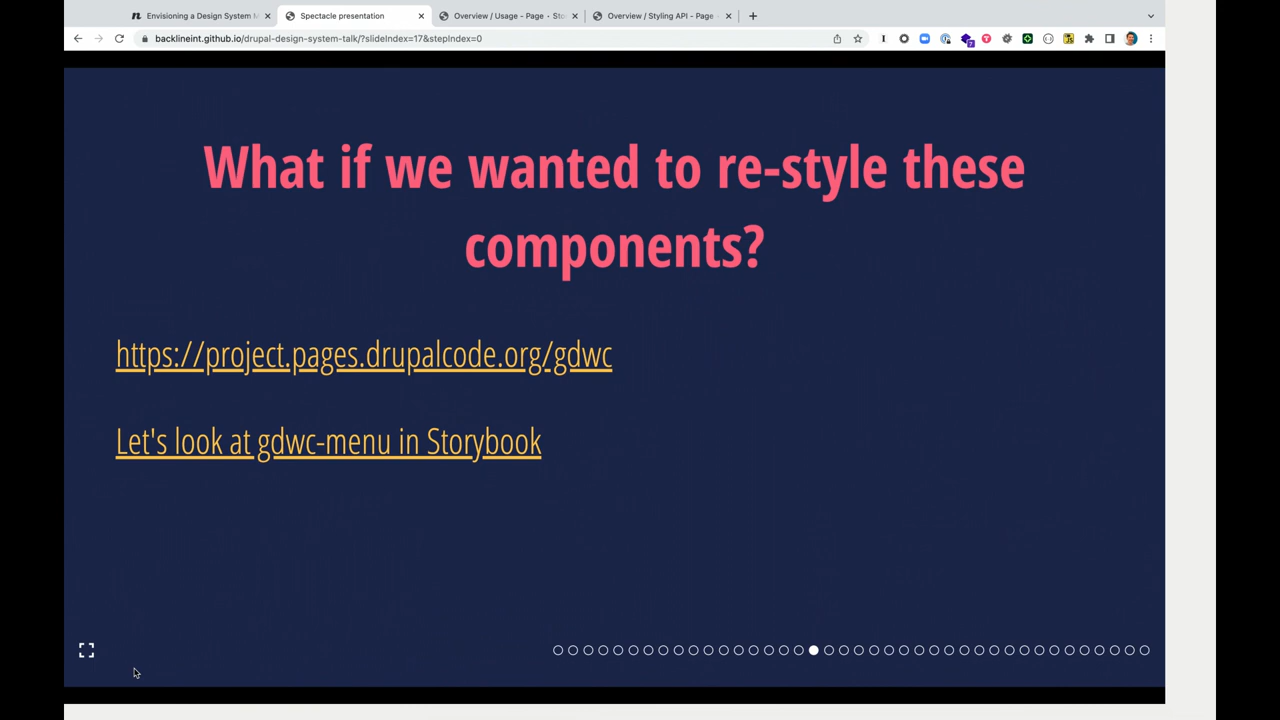 Envisioning a Design System M
Spectacle presentation
Overview / Usage - Page · Sto
Overview / Styling API - Page
backlineint.github.io/drupal-design-system-talk/?slideIndex=17&stepIndex=0
7
What if we wanted to re-style these
components?
https://project.pages.drupalcode.org/gdwc
Let's look at gdwc-menu in Storybook